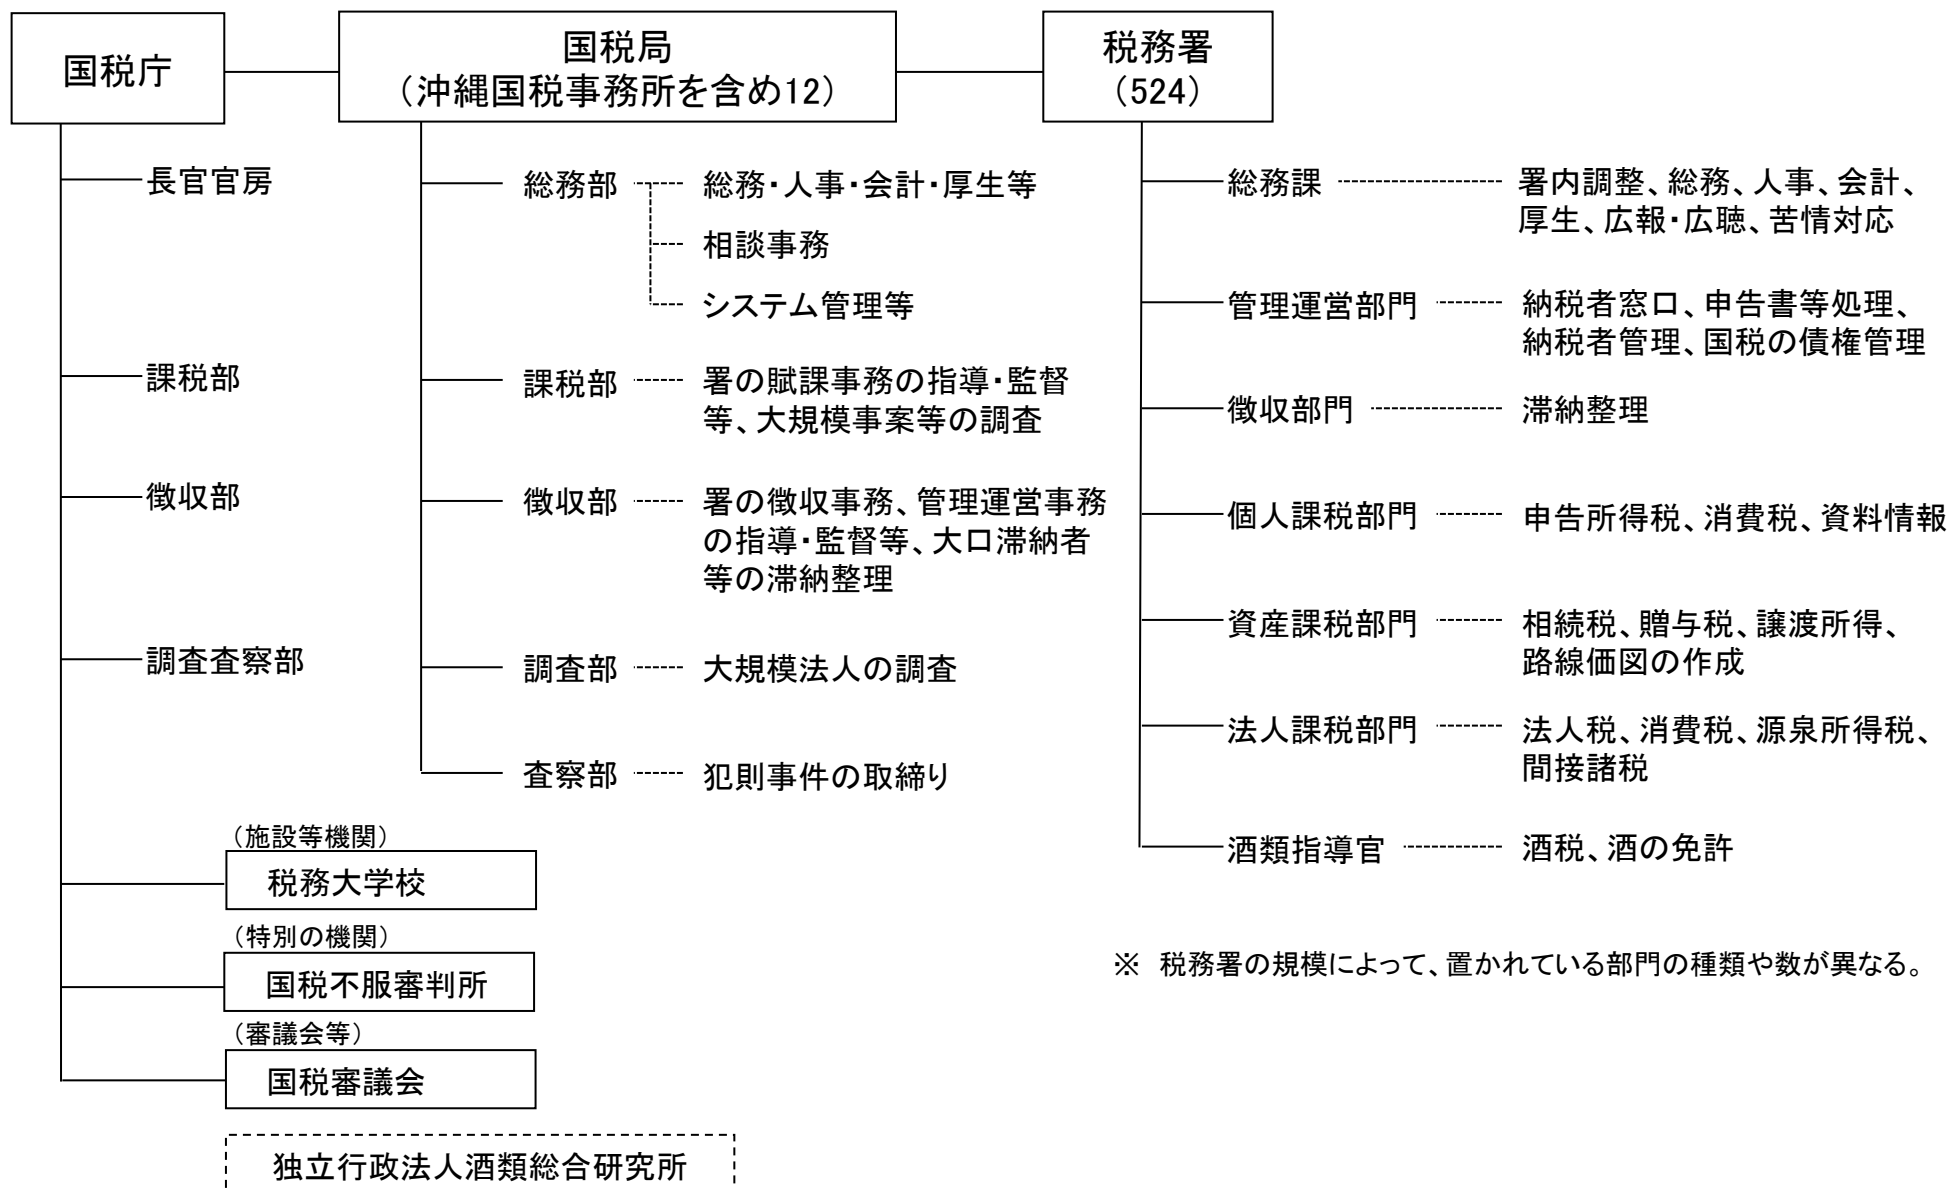 国税庁
国税局
（沖縄国税事務所を含め12）
税務署
（524）
長官官房
課税部
徴収部
調査査察部
（施設等機関）
税務大学校
（特別の機関）
国税不服審判所
（審議会等）
国税審議会
独立行政法人酒類総合研究所
総務部
総務・人事・会計・厚生等
相談事務
システム管理等
課税部
署の賦課事務の指導・監督
等、大規模事案等の調査
徴収部
署の徴収事務、管理運営事務
の指導・監督等、大口滞納者
等の滞納整理
調査部
大規模法人の調査
査察部
犯則事件の取締り
総務課
署内調整、総務、人事、会計、
厚生、広報・広聴、苦情対応
管理運営部門
納税者窓口、申告書等処理、
納税者管理、国税の債権管理
徴収部門
滞納整理
個人課税部門
申告所得税、消費税、資料情報
資産課税部門
相続税、贈与税、譲渡所得、
路線価図の作成
法人課税部門
法人税、消費税、源泉所得税、
間接諸税
酒類指導官
酒税、酒の免許
※ 税務署の規模によって、置かれている部門の種類や数が異なる。